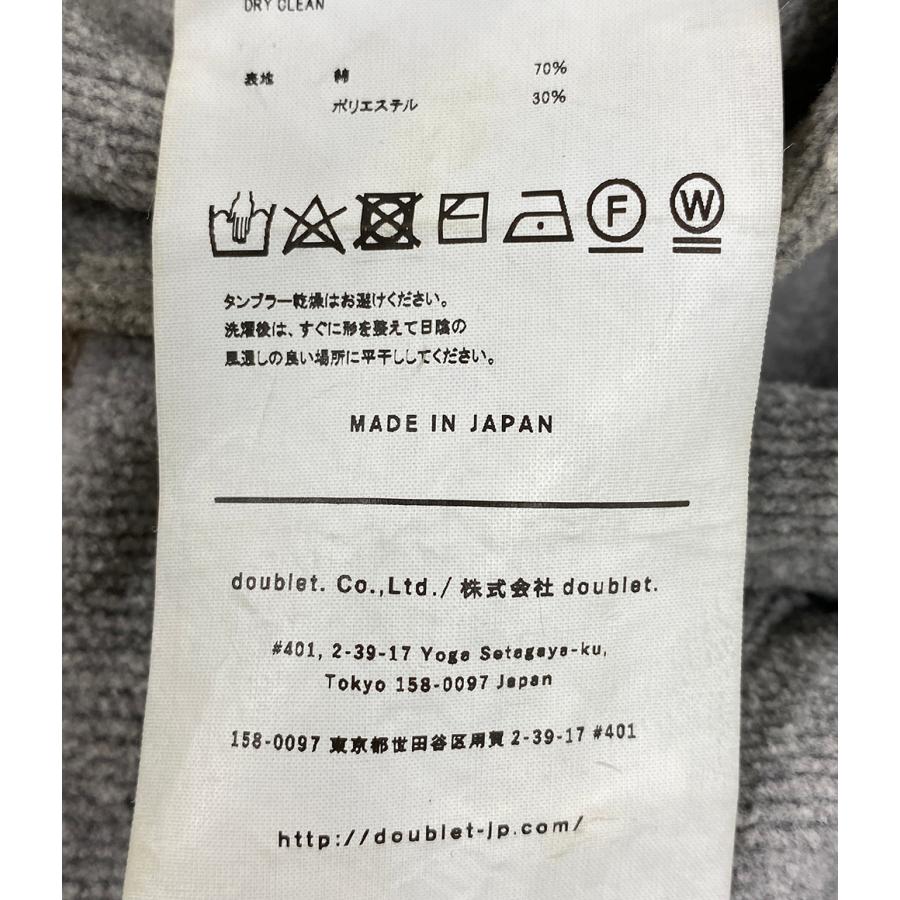 DRY CLEAN
表地 綿 70%
ポリエステル 30%
F W
タンブラー乾燥はお避けください。
洗濯後は、すぐに形を整えて日陰の
風通しの良い場所に平干ししてください。
MADE IN JAPAN
doublet. Co.,Ltd./ 株式会社 doublet.
#401, 2-39-17 Yoga Setagaya-ku,
Tokyo 158-0097 Japan
158-0097 東京都世田谷区用賀 2-39-17 #401
http://doublet-jp.com/